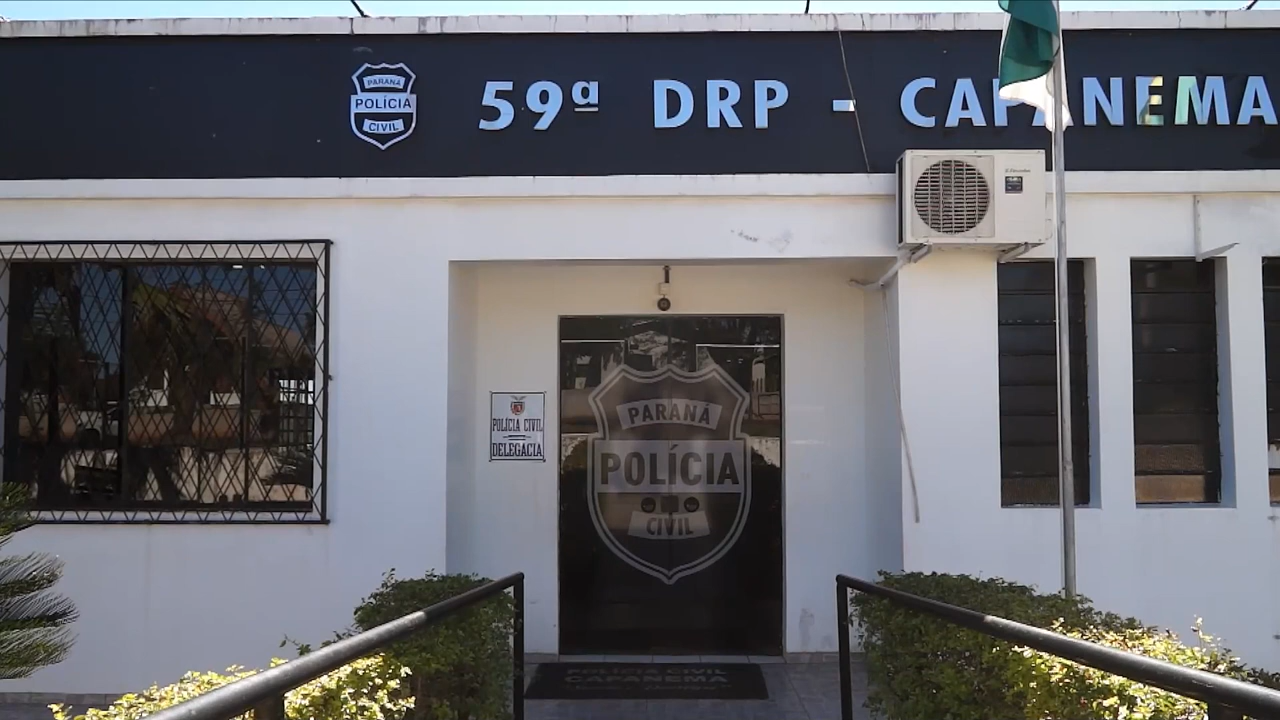 PARANÁ
POLÍCIA
CIVIL
59ª DRP - CAPANEMA
POLÍCIA CIVIL
DELEGACIA
PARANÁ
POLÍCIA
CIVIL
POLÍCIA CIVIL
CAPANEMA